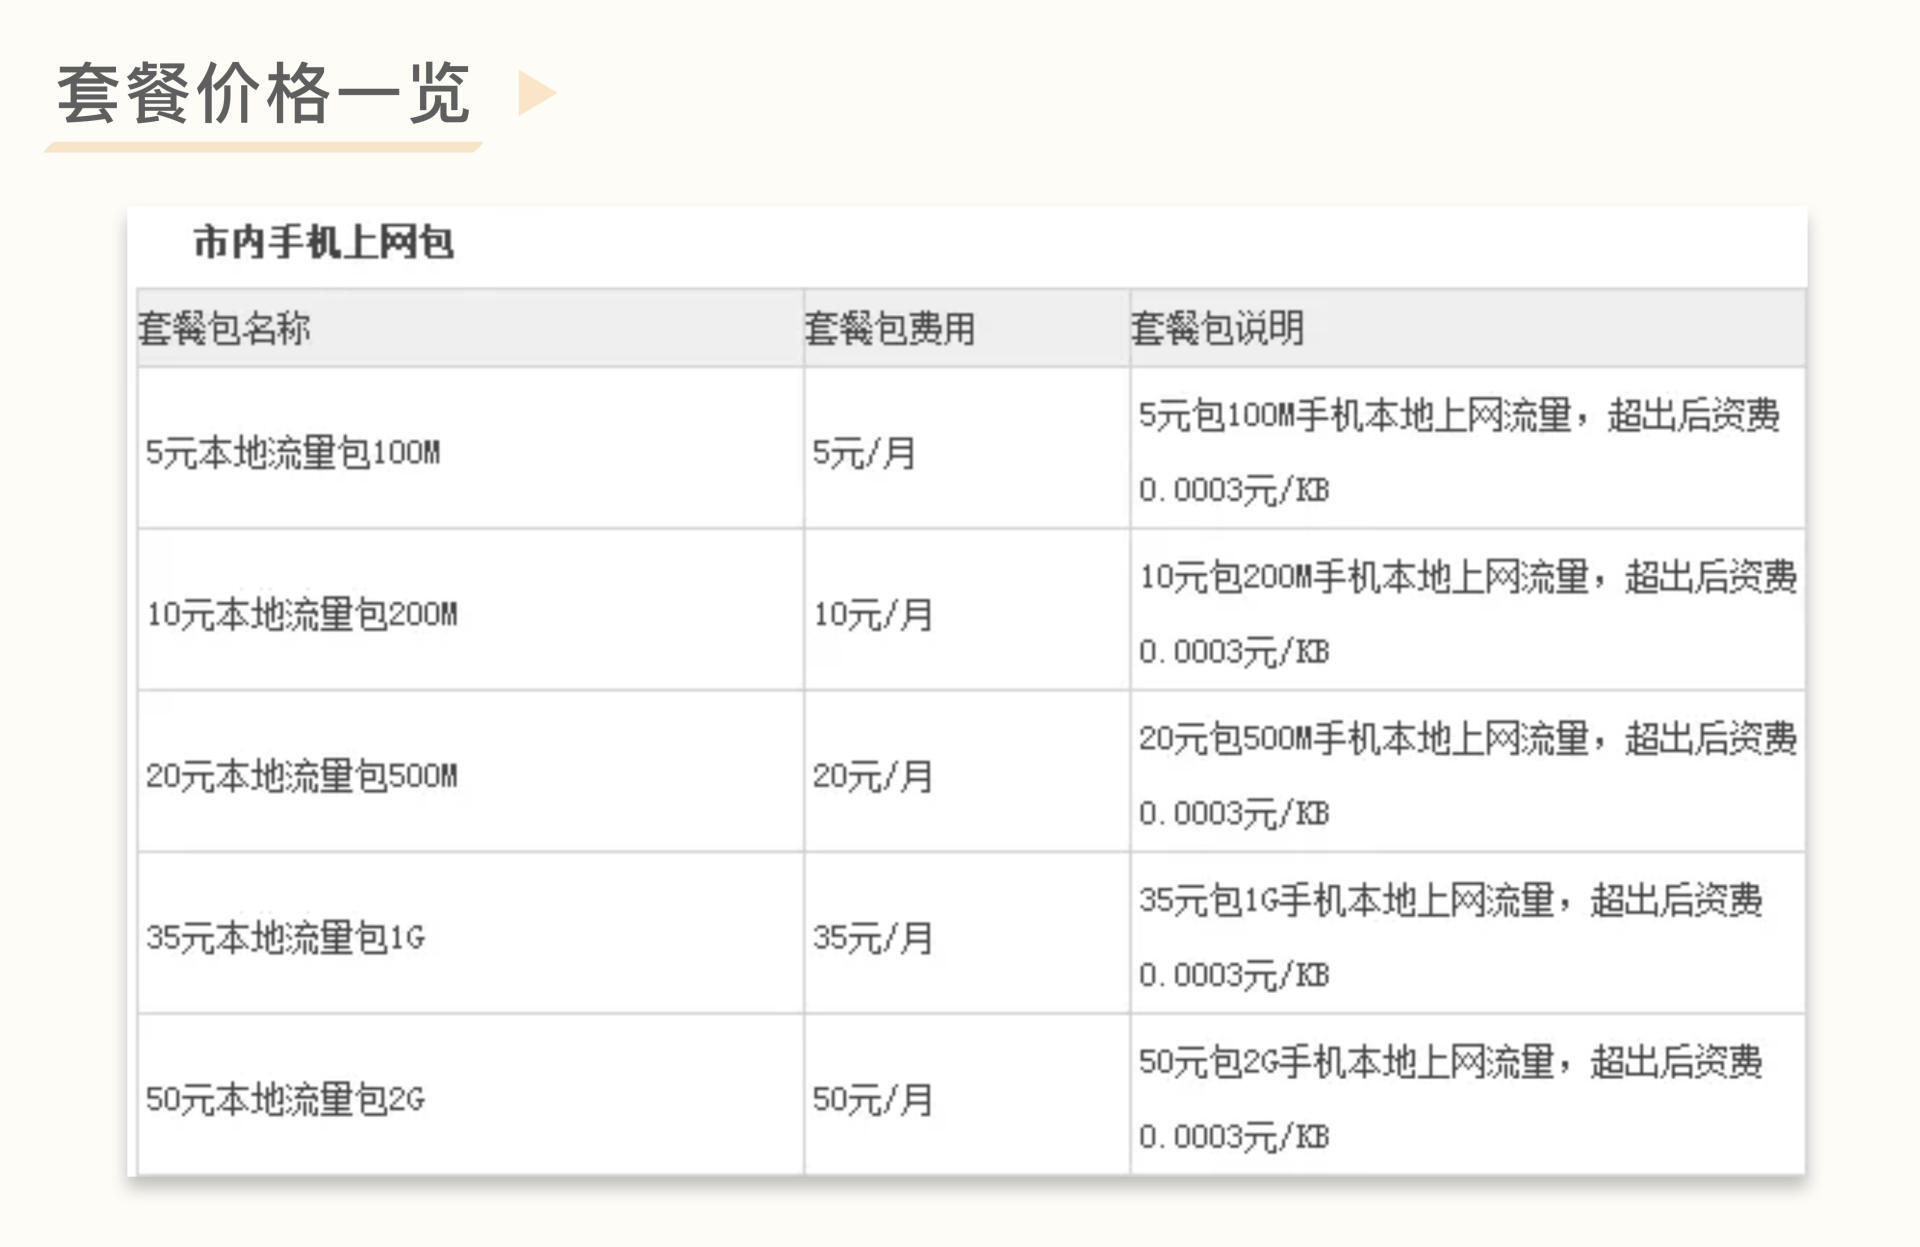 套餐价格一览
市内手机上网包
套餐包名称 套餐包费用 套餐包说明
5元本地流量包100M 5元/月 5元包100M手机本地上网流量，超出后资费
0.0003元/KB
10元本地流量包200M 10元/月 10元包200M手机本地上网流量，超出后资费
0.0003元/KB
20元本地流量包500M 20元/月 20元包500M手机本地上网流量，超出后资费
0.0003元/KB
35元本地流量包1G 35元/月 35元包1G手机本地上网流量，超出后资费
0.0003元/KB
50元本地流量包2G 50元/月 50元包2G手机本地上网流量，超出后资费
0.0003元/KB